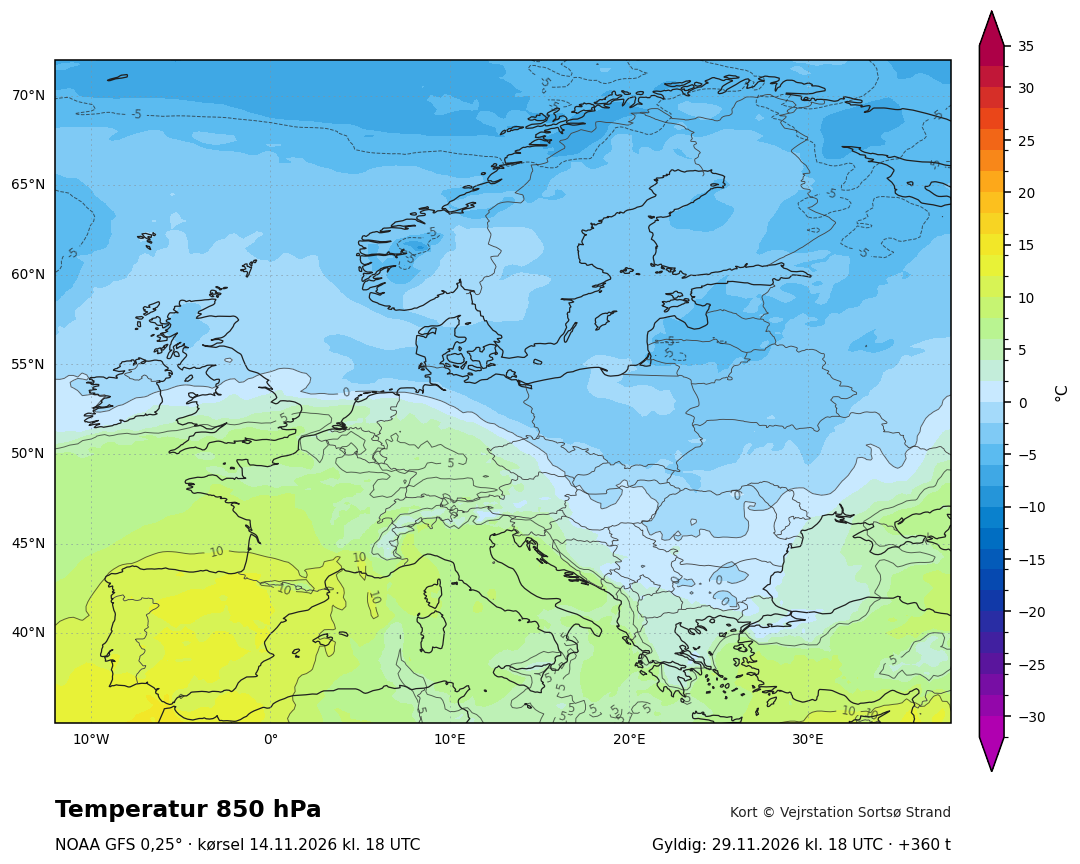 70°N
65°N
60°N
55°N
50°N
45°N
40°N
10°W 0° 10°E 20°E 30°E
35
30
25
20
15
10
5
0
−5
−10
−15
−20
−25
−30
°C
Temperatur 850 hPa
Kort © Vejrstation Sortsø Strand
NOAA GFS 0,25° · kørsel 14.11.2026 kl. 18 UTC
Gyldig: 29.11.2026 kl. 18 UTC · +360 t